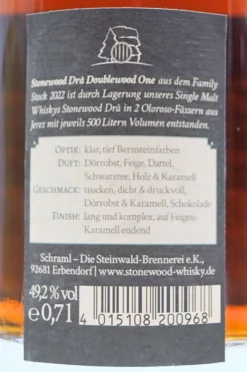 Stonewood Drà Doublewood One aus dem Family
Stock 2022 ist durch Lagerung unseres Single Malt
Whiskys Stonewood Drà in 2 Oloroso-Fässern aus
Jerez mit jeweils 500 Litern Volumen entstanden.
OPTIK: klar, tief Bernsteinfarben
DUFT: Dörrobst, Feige, Dattel,
Schwarztee, Holz & Karamell
GESCHMACK: trocken, dicht & druckvoll,
Dörrobst & Karamell, Schokolade
FINISH: lang und komplex, auf Feigen-
Karamell endend
Schraml – Die Steinwald-Brennerei e.K.,
92681 Erbendorf | www.stonewood-whisky.de
49,2 % vol
℮ 0,7 l
4 015108 200968